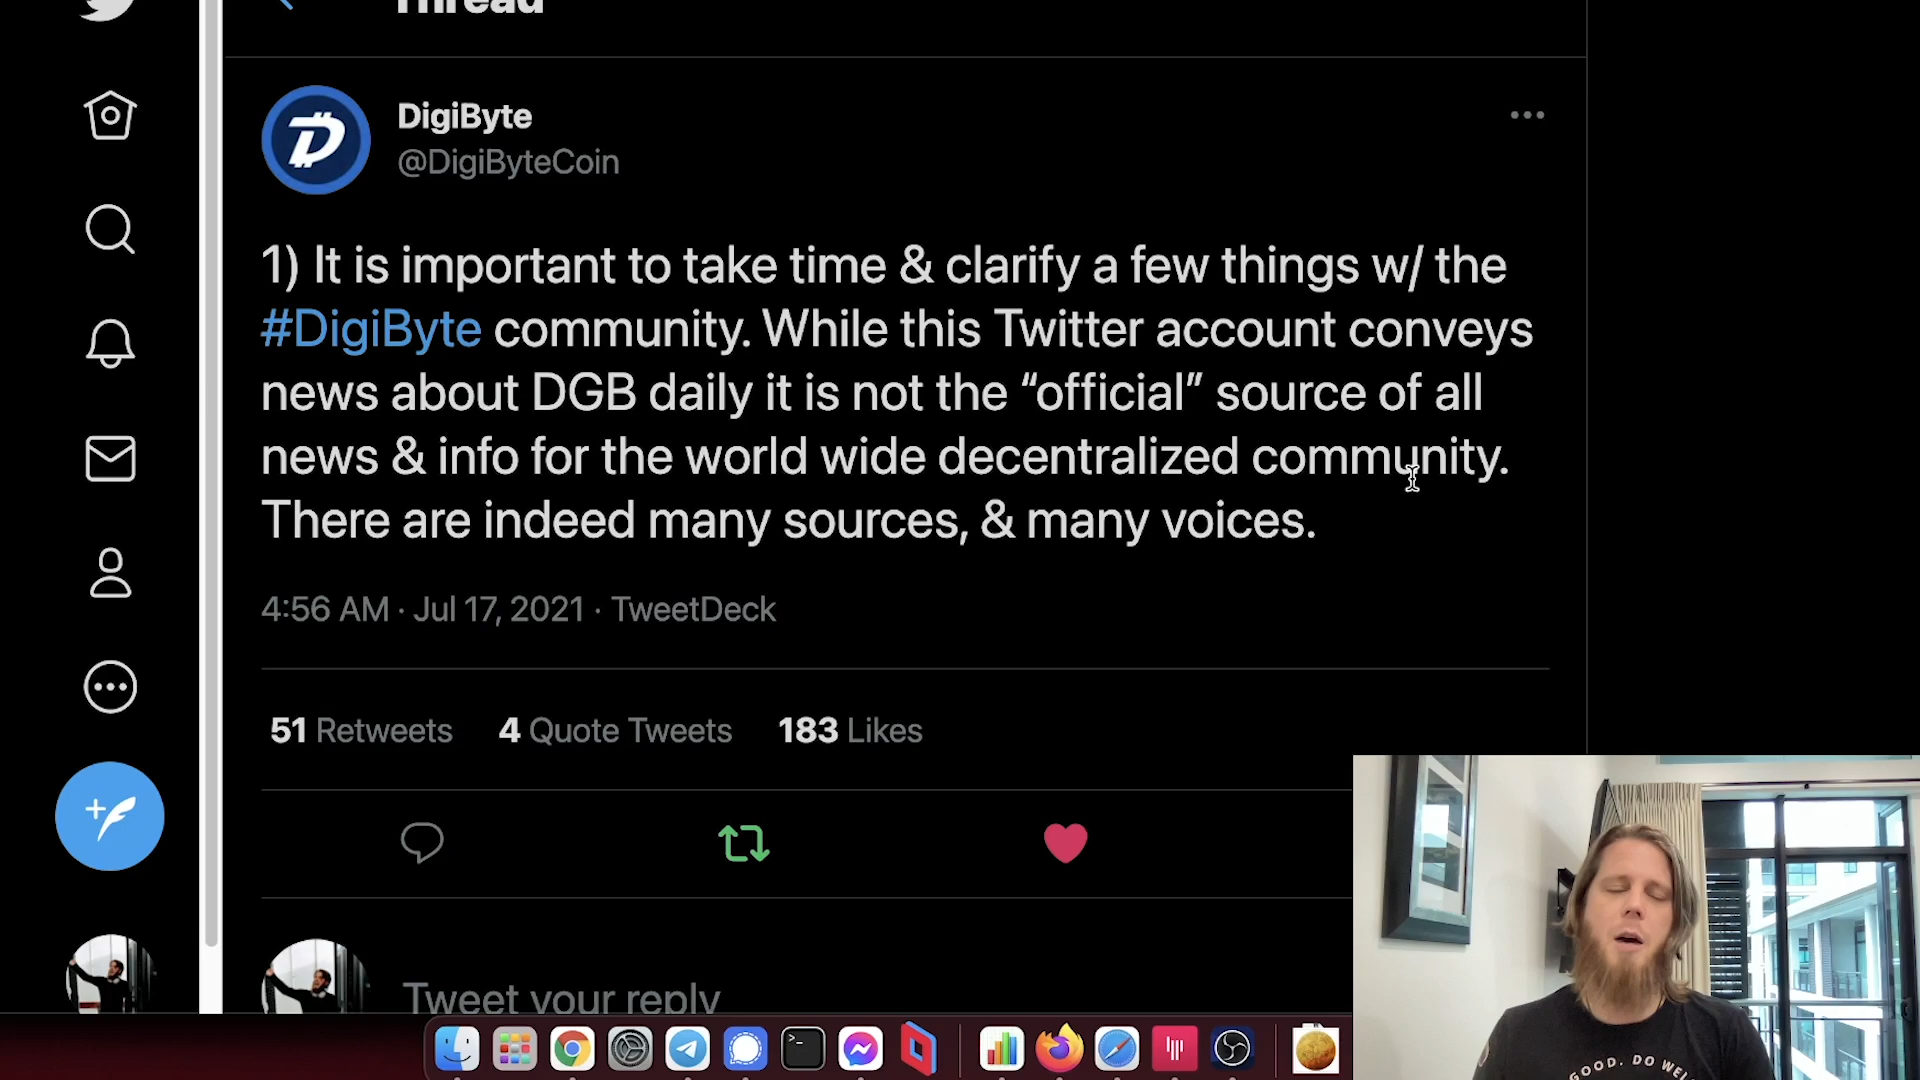 Thread
DigiByte
@DigiByteCoin
1) It is important to take time & clarify a few things w/ the
#DigiByte community. While this Twitter account conveys
news about DGB daily it is not the “official” source of all
news & info for the world wide decentralized community.
There are indeed many sources, & many voices.
4:56 AM · Jul 17, 2021 · TweetDeck
51 Retweets 4 Quote Tweets 183 Likes
Tweet your reply
GOOD. DO WEL